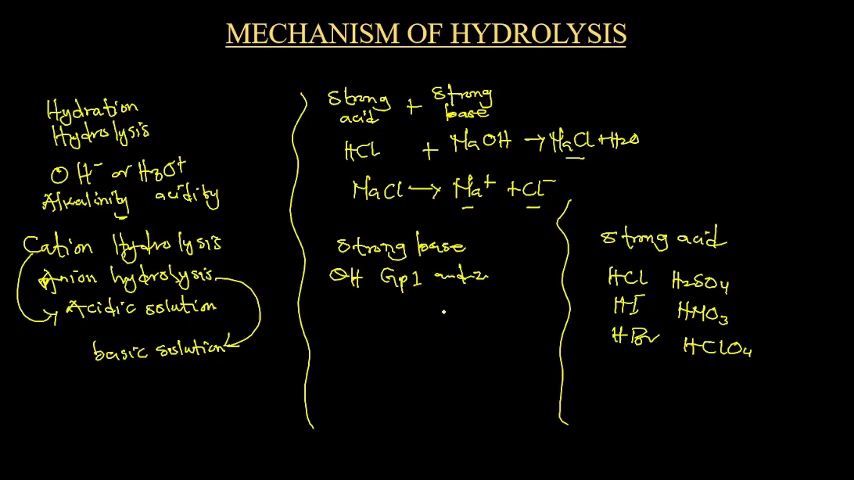 MECHANISM OF HYDROLYSIS
Hydration
Hydrolysis
OH⁻ or H₃O⁺
Alkalinity acidity
Cation Hydrolysis
Anion hydrolysis
Acidic solution
basic solution
strong acid + strong base
HCl + NaOH → NaCl + H₂O
NaCl → Na⁺ + Cl⁻
strong base
OH Gp1 and 2
strong acid
HCl H₂SO₄
HI HNO₃
HBr HClO₄